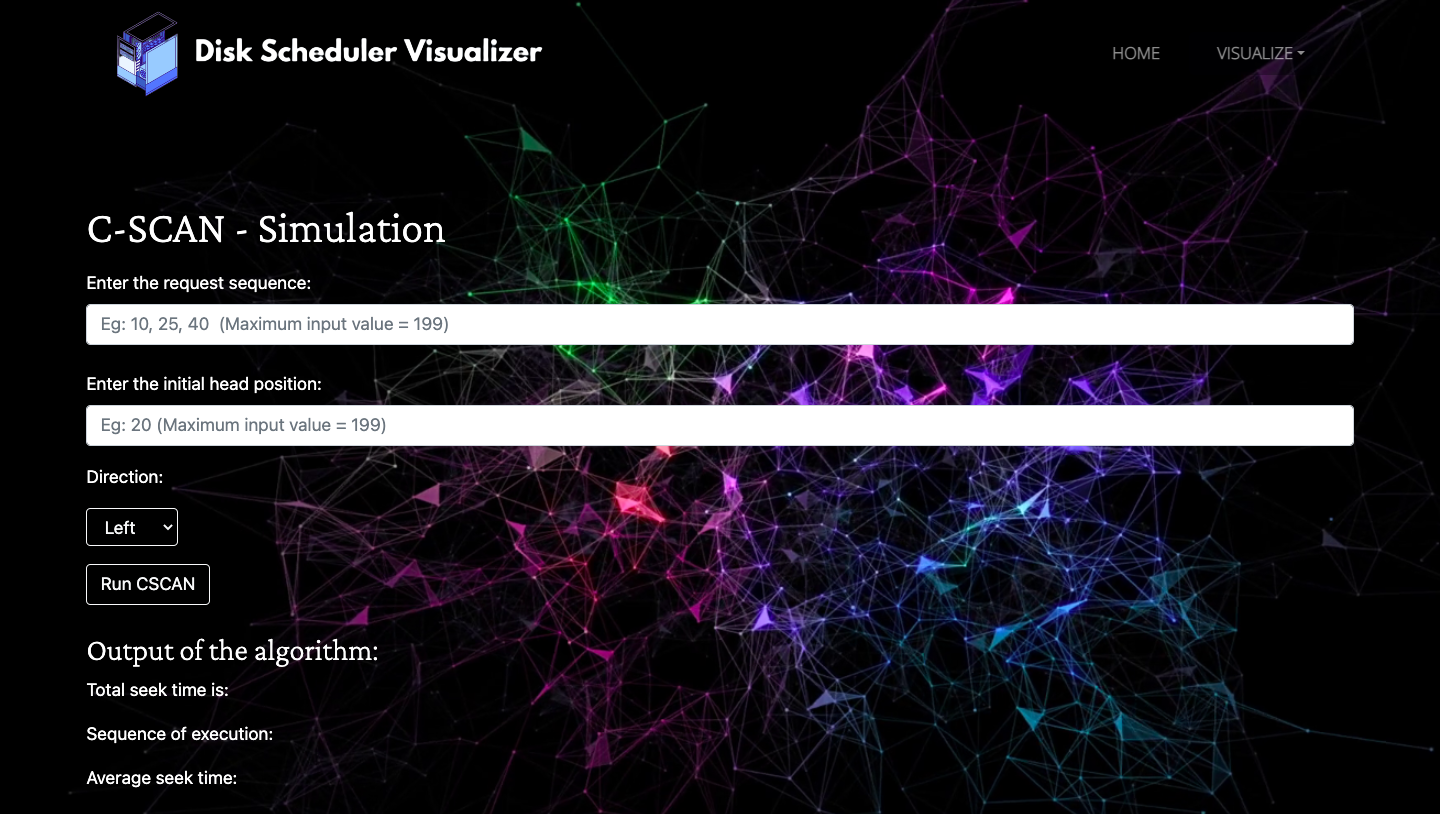 Disk Scheduler Visualizer
HOME
VISUALIZE
C-SCAN - Simulation
Enter the request sequence:
Eg: 10, 25, 40  (Maximum input value = 199)
Enter the initial head position:
Eg: 20 (Maximum input value = 199)
Direction:
Left
Run CSCAN
Output of the algorithm:
Total seek time is:
Sequence of execution:
Average seek time: